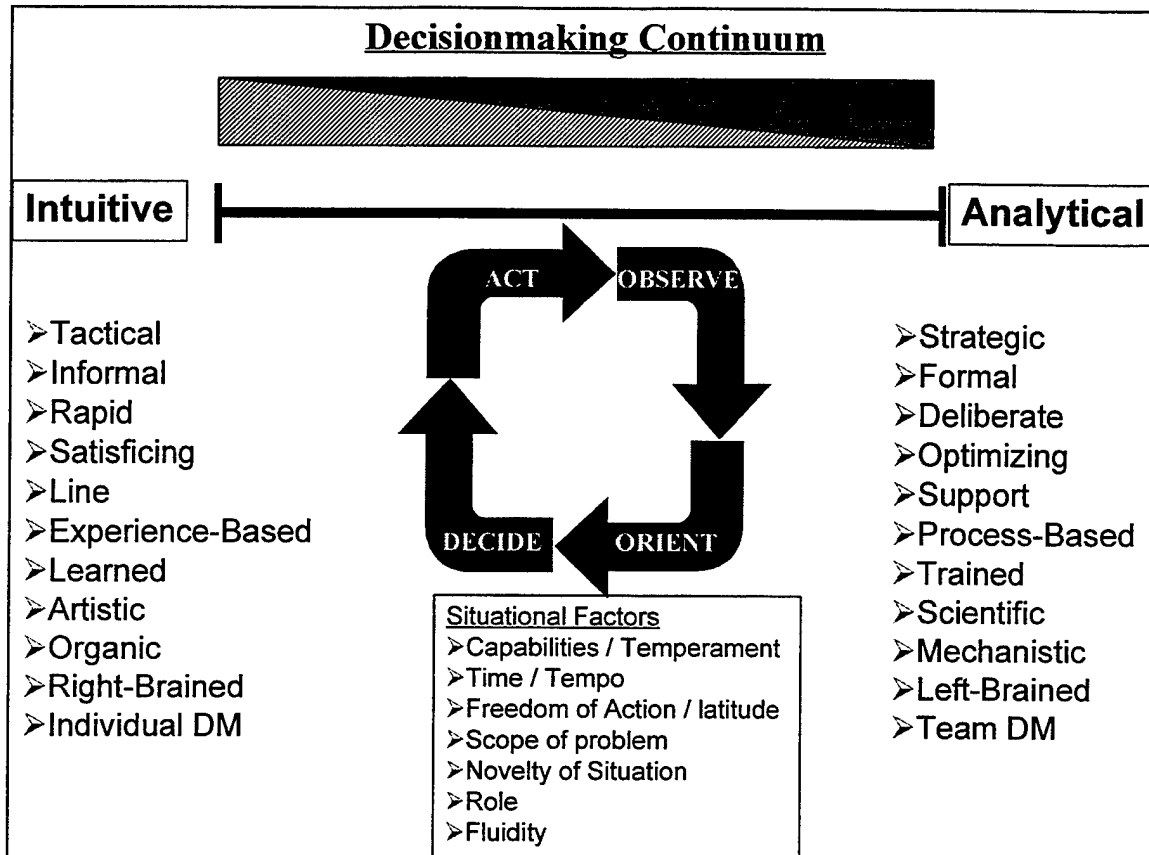 Decisionmaking Continuum
Intuitive
Analytical
ACT
OBSERVE
DECIDE
ORIENT
➢Tactical
➢Informal
➢Rapid
➢Satisficing
➢Line
➢Experience-Based
➢Learned
➢Artistic
➢Organic
➢Right-Brained
➢Individual DM
Situational Factors
➢Capabilities / Temperament
➢Time / Tempo
➢Freedom of Action / latitude
➢Scope of problem
➢Novelty of Situation
➢Role
➢Fluidity
➢Strategic
➢Formal
➢Deliberate
➢Optimizing
➢Support
➢Process-Based
➢Trained
➢Scientific
➢Mechanistic
➢Left-Brained
➢Team DM